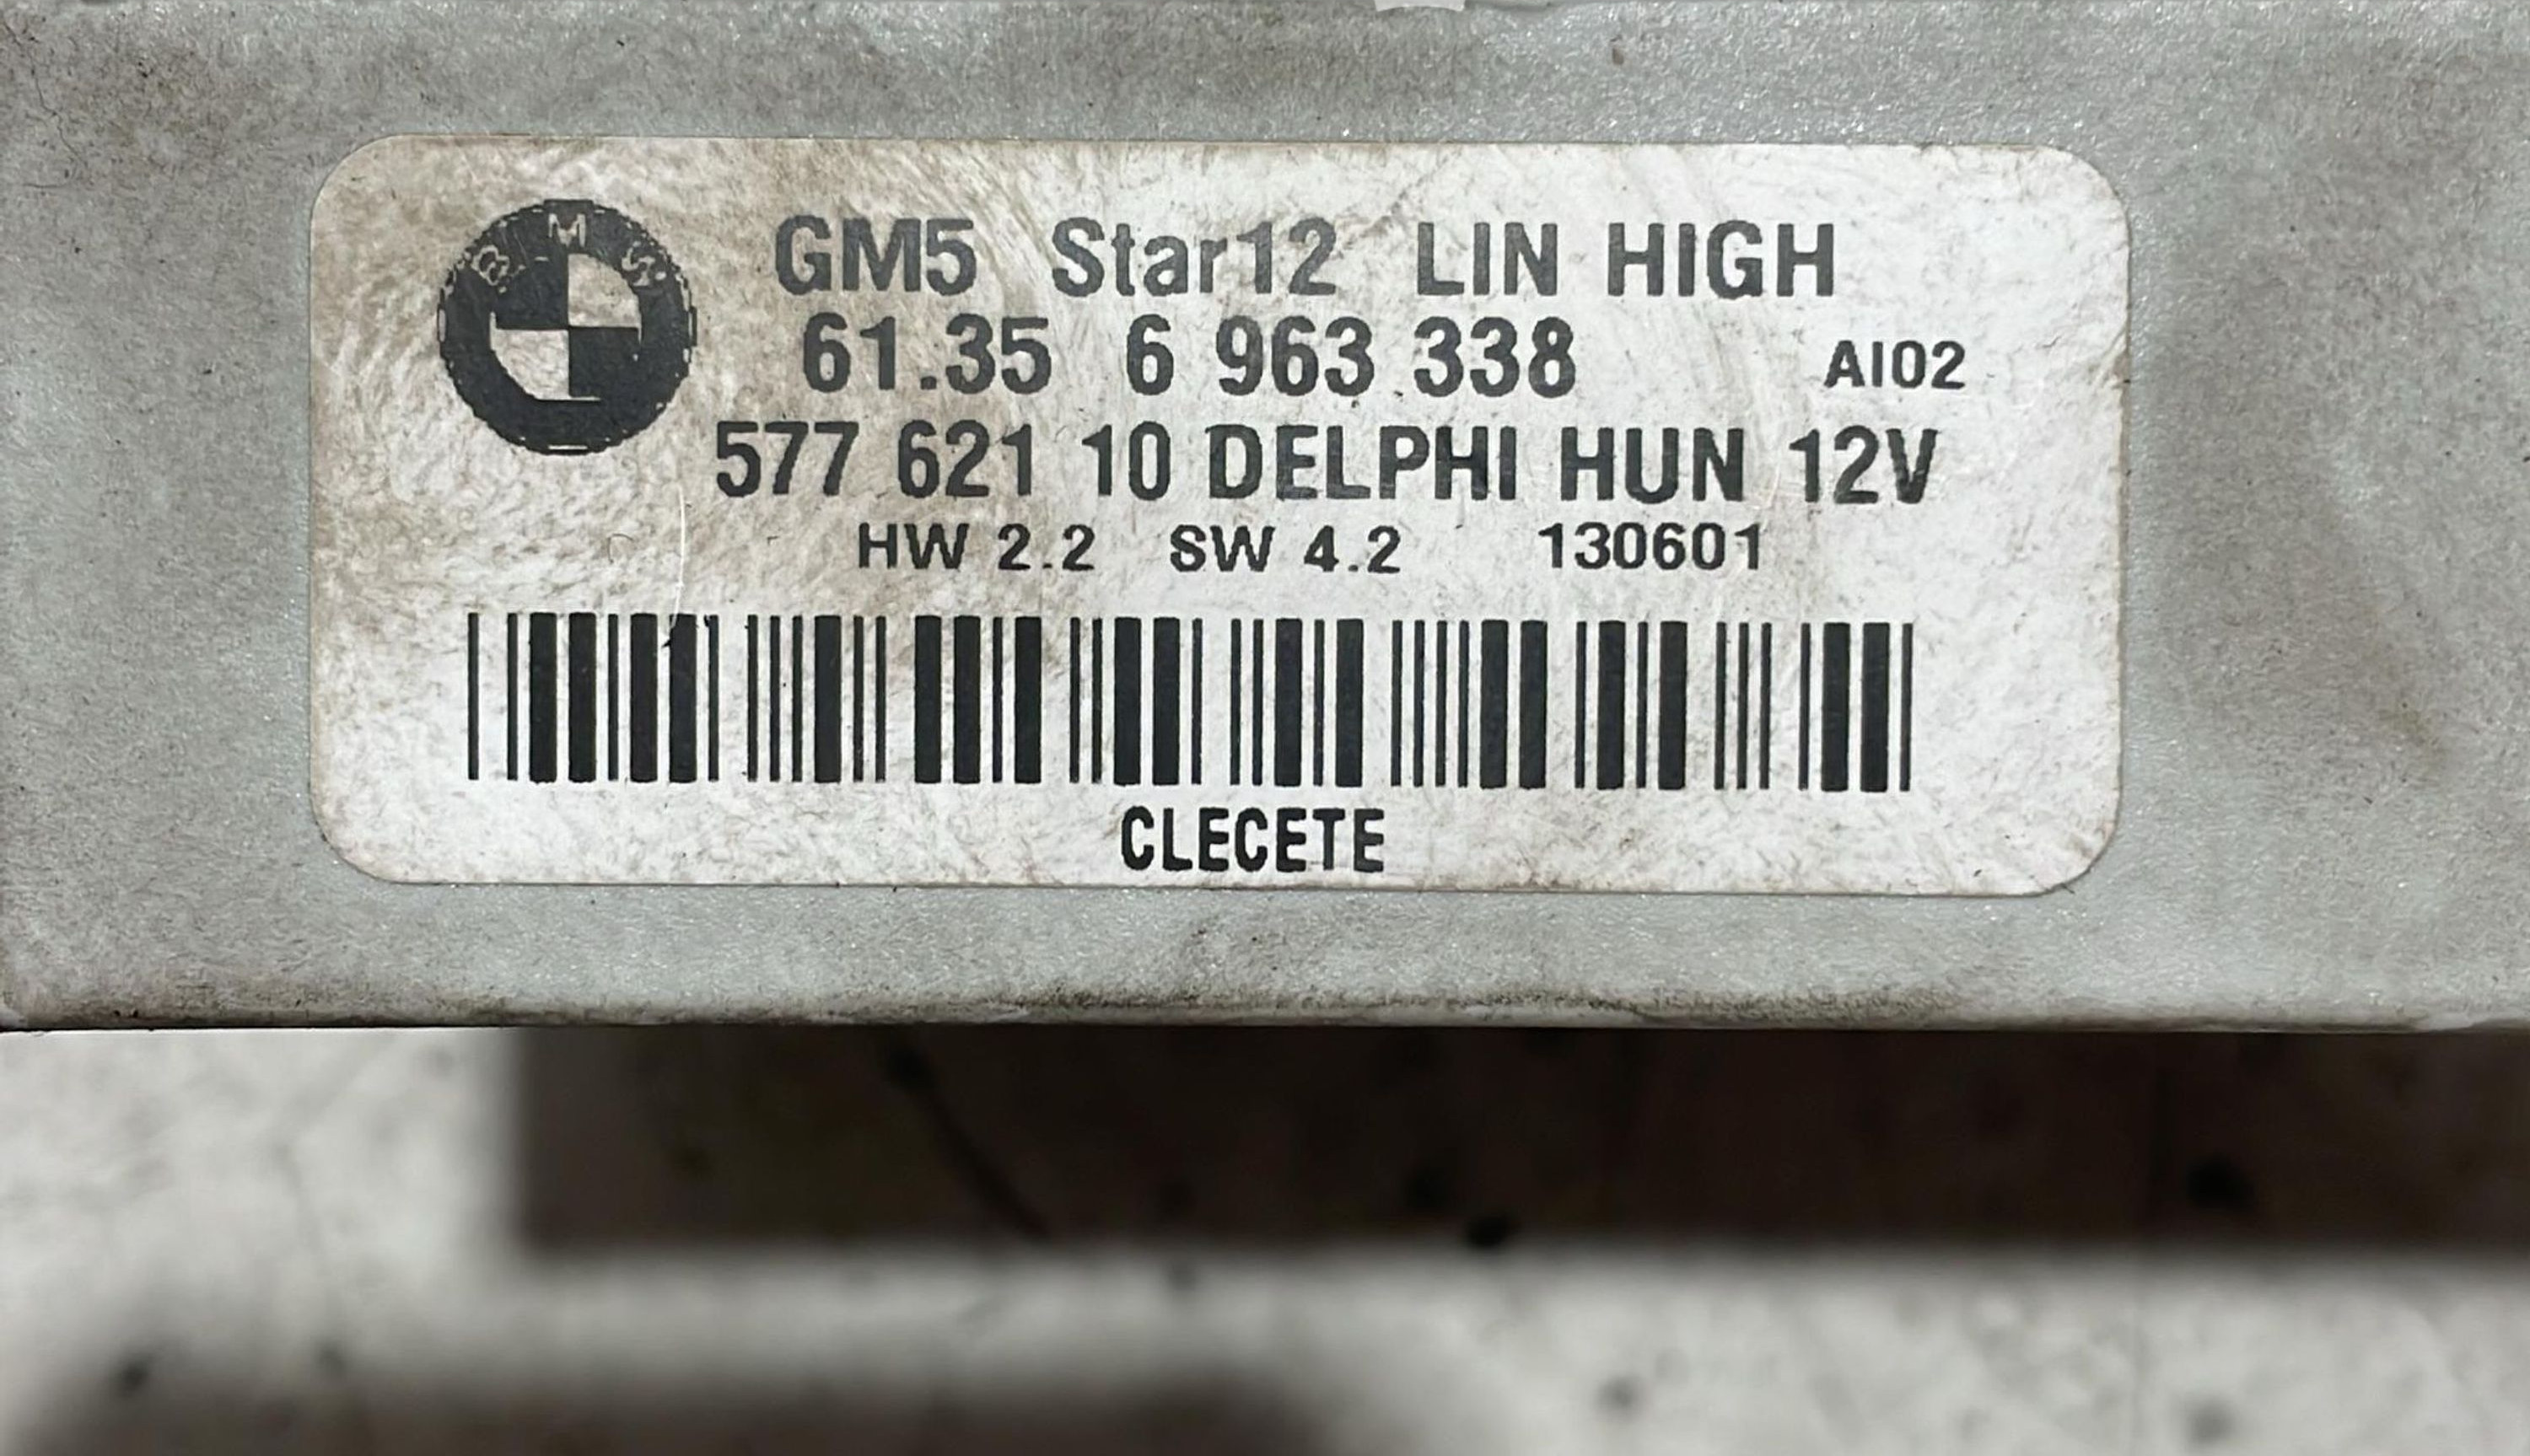 BMW
GM5 Star12 LIN HIGH
61.35 6 963 338 AI02
577 621 10 DELPHI HUN 12V
HW 2.2 SW 4.2 130601
CLECETE